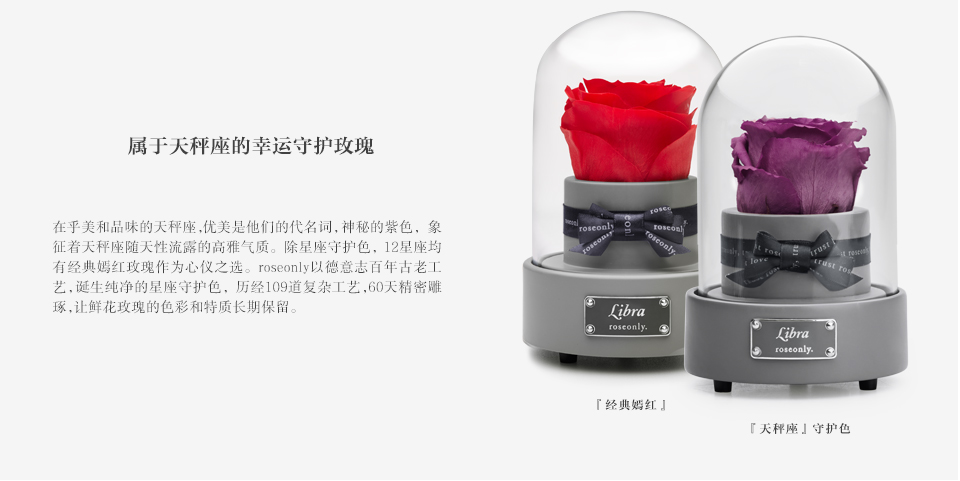 属于天秤座的幸运守护玫瑰
在乎美和品味的天秤座,优美是他们的代名词,神秘的紫色，象
征着天秤座随天性流露的高雅气质。除星座守护色，12星座均
有经典嫣红玫瑰作为心仪之选。roseonly以德意志百年古老工
艺,诞生纯净的星座守护色，历经109道复杂工艺,60天精密雕
琢,让鲜花玫瑰的色彩和特质长期保留。
roseonly.
Libra
roseonly.
『经典嫣红』
roseonly.
trust
love
Libra
roseonly.
『天秤座』守护色